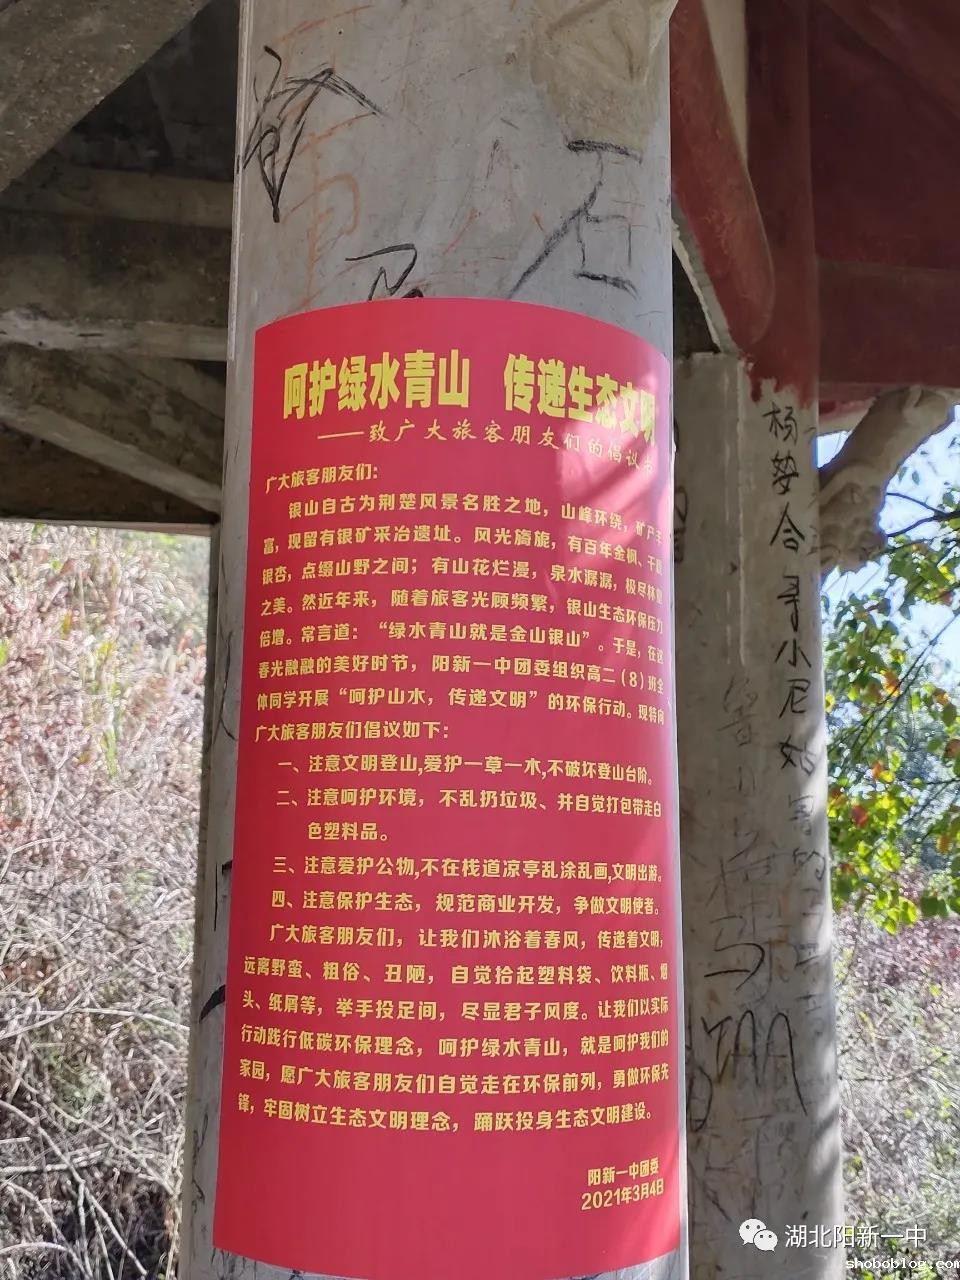 呵护绿水青山 传递生态文明
——致广大旅客朋友们的倡议书
广大旅客朋友们：
银山自古为荆楚风景名胜之地，山峰环绕，矿产丰
富，现留有银矿采冶遗址。风光旖旎，有百年金枫、千载
银杏，点缀山野之间；有山花烂漫，泉水潺潺，极尽林壑
之美。然近年来，随着旅客光顾频繁，银山生态环保压力
倍增。常言道：“绿水青山就是金山银山”。于是，在这
春光融融的美好时节，阳新一中团委组织高二（8）班全
体同学开展“呵护山水，传递文明”的环保行动。现特向
广大旅客朋友们倡议如下：
一、注意文明登山,爱护一草一木,不破坏登山台阶。
二、注意呵护环境，不乱扔垃圾、并自觉打包带走白
色塑料品。
三、注意爱护公物,不在栈道凉亭乱涂乱画,文明出游。
四、注意保护生态，规范商业开发，争做文明使者。
广大旅客朋友们，让我们沐浴着春风，传递着文明，
远离野蛮、粗俗、丑陋，自觉拾起塑料袋、饮料瓶、烟
头、纸屑等，举手投足间，尽显君子风度。让我们以实际
行动践行低碳环保理念，呵护绿水青山，就是呵护我们的
家园，愿广大旅客朋友们自觉走在环保前列，勇做环保先
锋，牢固树立生态文明理念，踊跃投身生态文明建设。
阳新一中团委
2021年3月4日
合寻小尼姑
湖北阳新一中
shoboblog.com